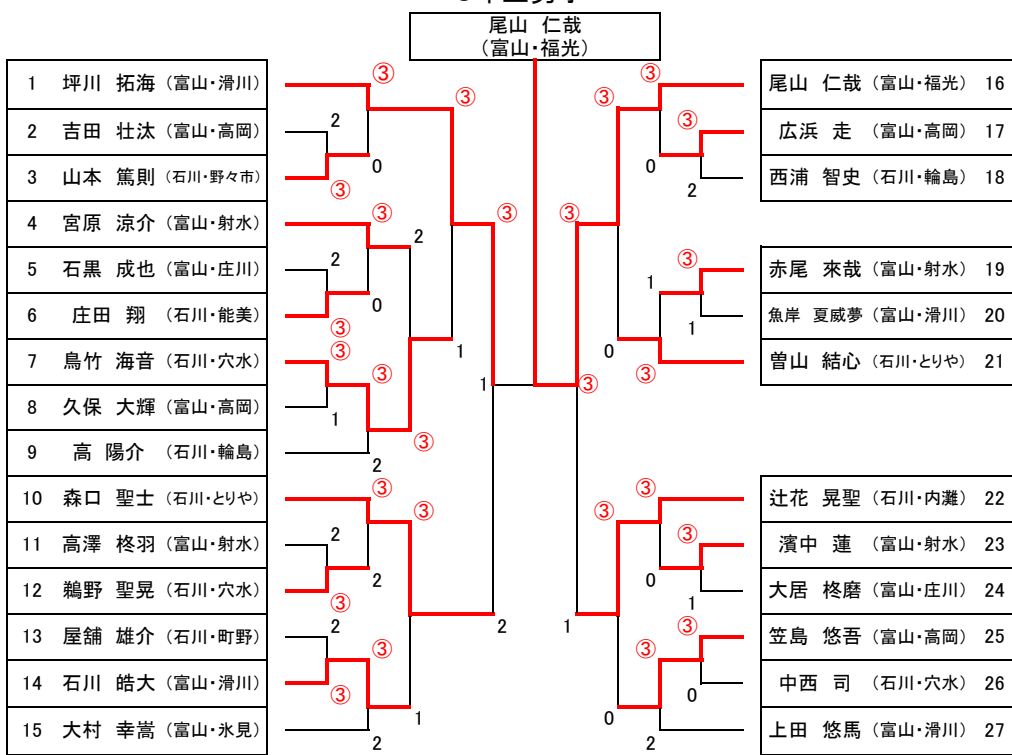 尾山 仁哉
(富山・福光)
1 坪川 拓海 (富山・滑川)
2 吉田 壮汰 (富山・高岡)
3 山本 篤則 (石川・野々市)
4 宮原 涼介 (富山・射水)
5 石黒 成也 (富山・庄川)
6 庄田 翔 (石川・能美)
7 鳥竹 海音 (石川・穴水)
8 久保 大輝 (富山・高岡)
9 高 陽介 (石川・輪島)
10 森口 聖士 (石川・とりや)
11 高澤 柊羽 (富山・射水)
12 鵜野 聖晃 (石川・穴水)
13 屋舗 雄介 (石川・町野)
14 石川 皓大 (富山・滑川)
15 大村 幸嵩 (富山・氷見)
③
2
0
③
③
③
2
0
③
2
③
③
1
③
2
③
1
③
2
2
③
③
2
③
③
2
1
③
1
2
尾山 仁哉 (富山・福光) 16
広浜 走 (富山・高岡) 17
西浦 智史 (石川・輪島) 18
赤尾 來哉 (富山・射水) 19
魚岸 夏威夢 (富山・滑川) 20
曽山 結心 (石川・とりや) 21
辻花 晃聖 (石川・内灘) 22
濱中 蓮 (富山・射水) 23
大居 柊磨 (富山・庄川) 24
笠島 悠吾 (富山・高岡) 25
中西 司 (石川・穴水) 26
上田 悠馬 (富山・滑川) 27
③
③
③
0
2
③
③
1
1
0
③
③
③
③
0
1
1
③
③
0
0
2